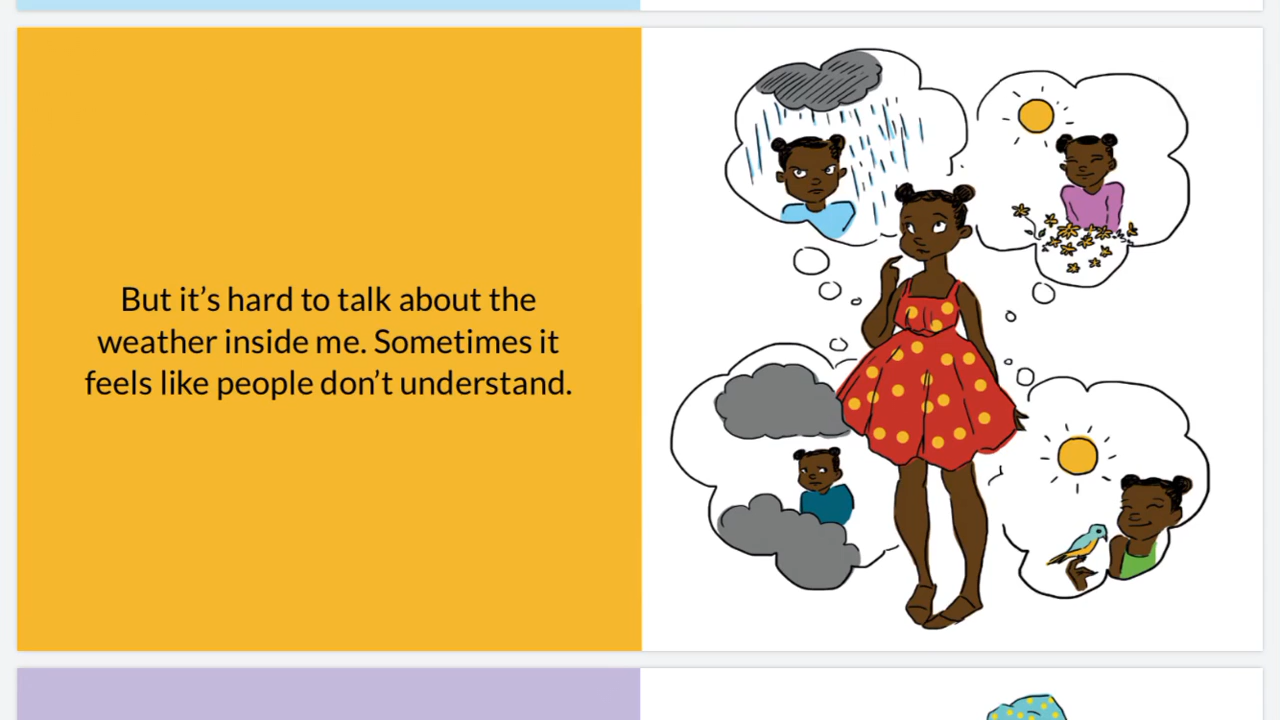 But it’s hard to talk about the
weather inside me. Sometimes it
feels like people don’t understand.